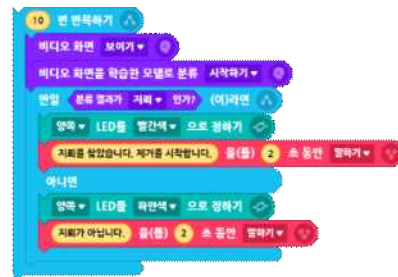 10 번 반복하기
비디오 화면 보이기
비디오 화면을 학습한 모델로 분류 시작하기
만일 분류 결과가 지뢰 인가? (이)라면
양쪽 LED를 빨간색 으로 정하기
지뢰를 찾았습니다. 제거를 시작합니다. 을(를) 2 초 동안 말하기
아니면
양쪽 LED를 파란색 으로 정하기
지뢰가 아닙니다. 을(를) 2 초 동안 말하기